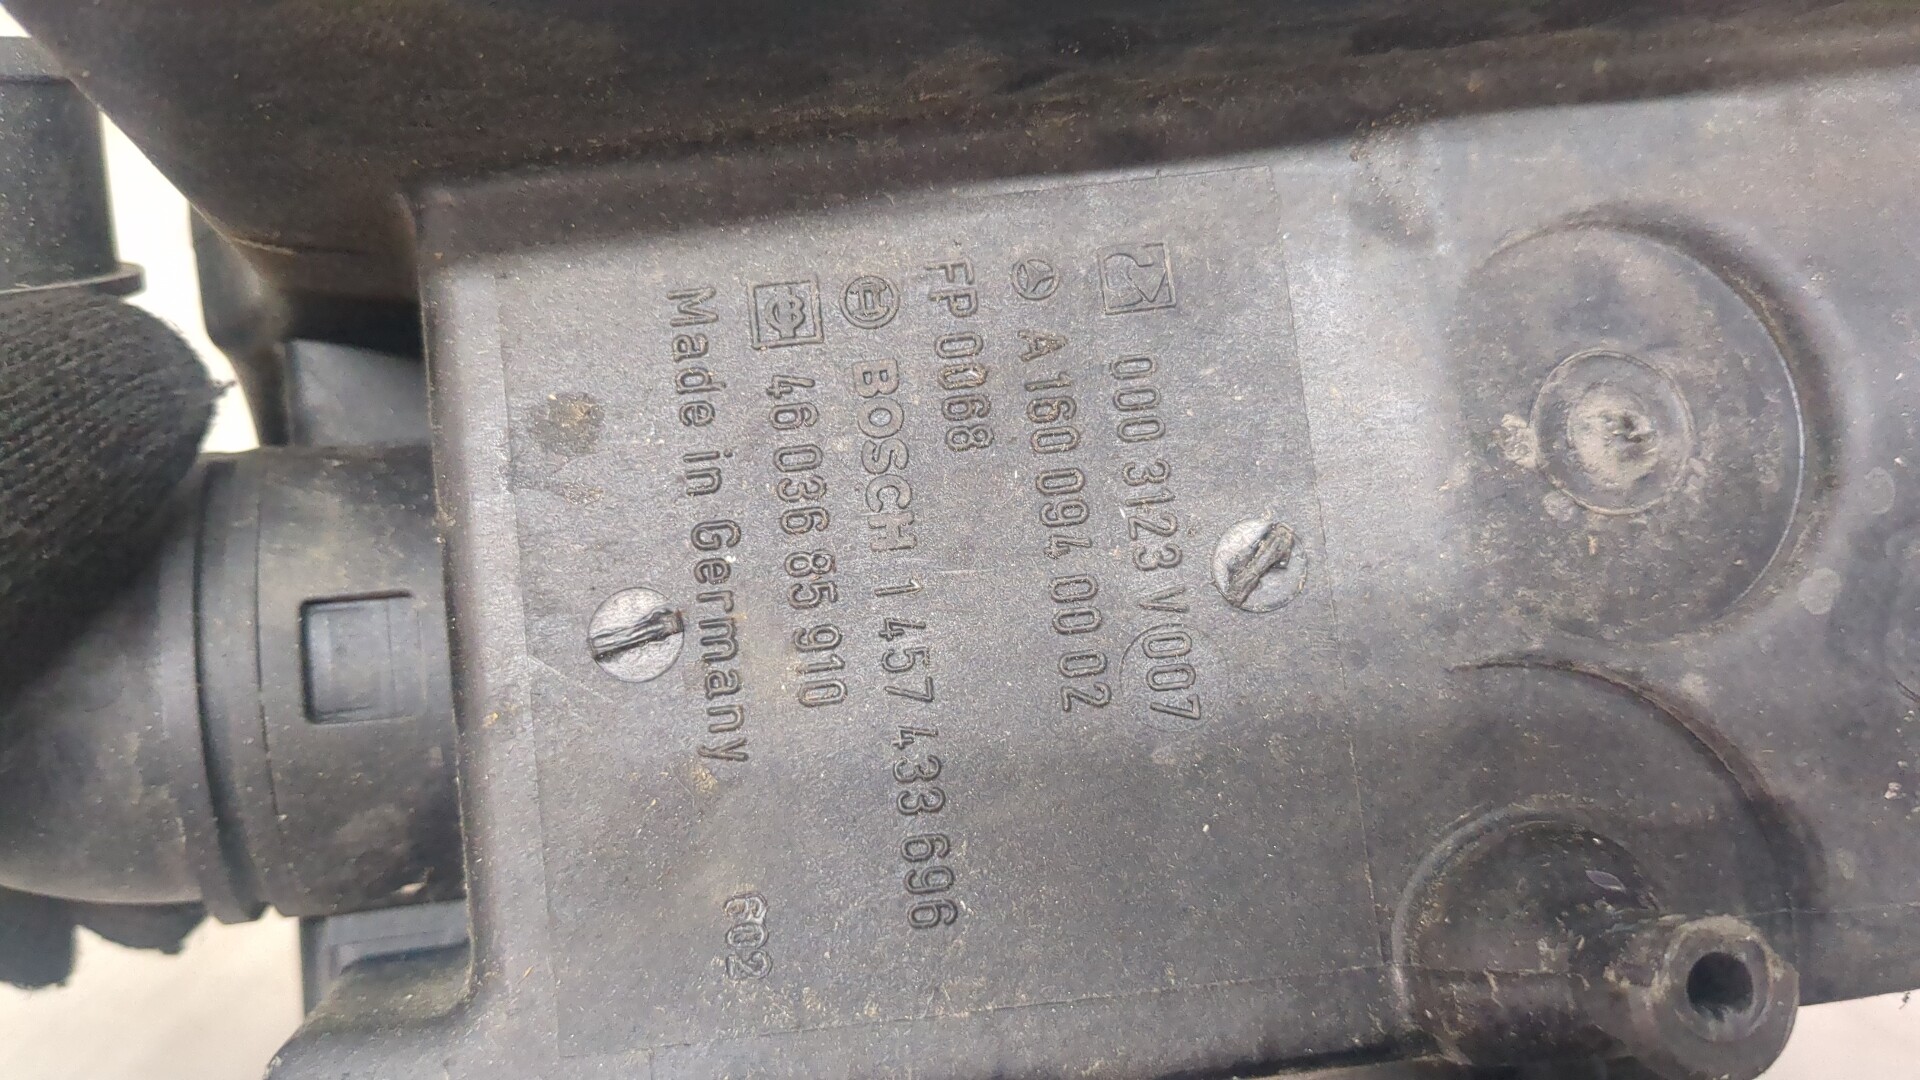 000 3123 V 007
A 160 094 00 02
FP 0068
BOSCH 1 457 433 696
46 036 85 910
Made in Germany
602